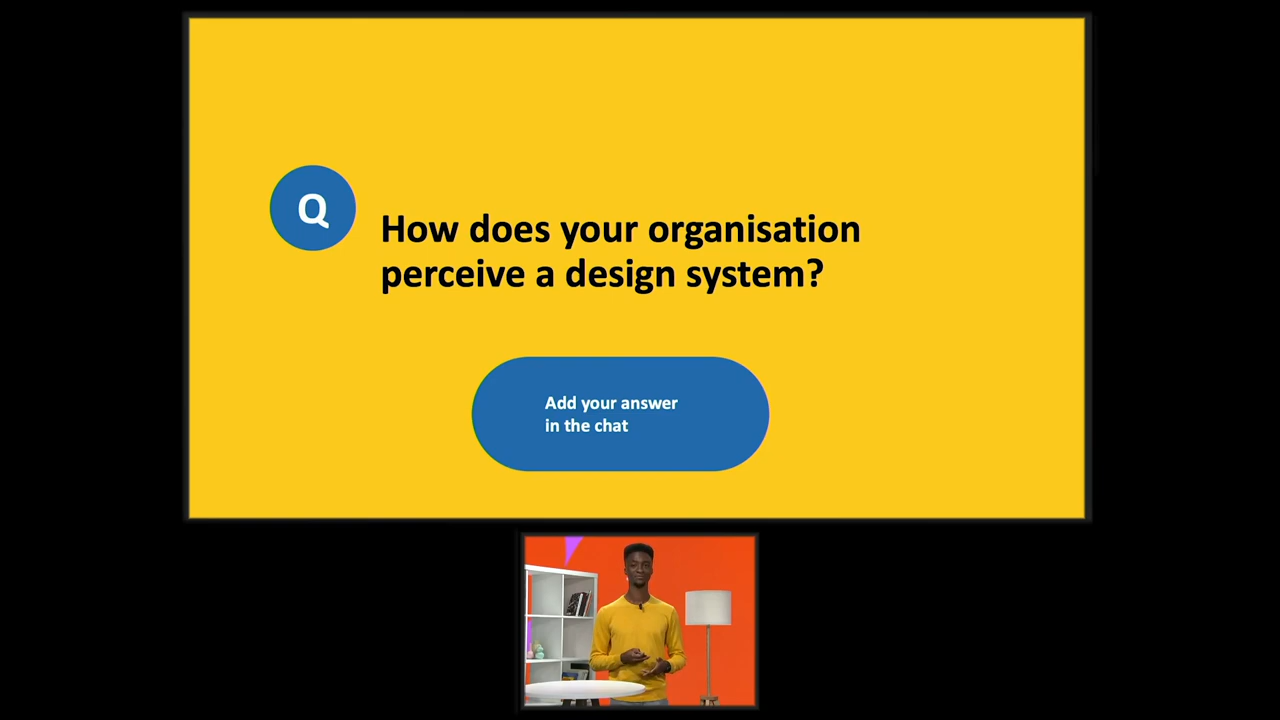 Q
How does your organisation
perceive a design system?
Add your answer
in the chat